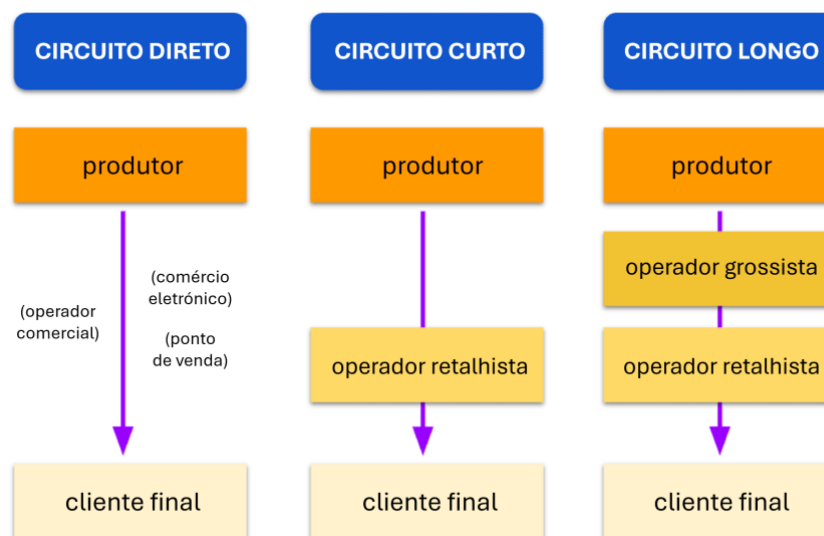 CIRCUITO DIRETO
produtor
(operador
comercial)
(comércio
eletrónico)
(ponto
de venda)
cliente final
CIRCUITO CURTO
produtor
operador retalhista
cliente final
CIRCUITO LONGO
produtor
operador grossista
operador retalhista
cliente final